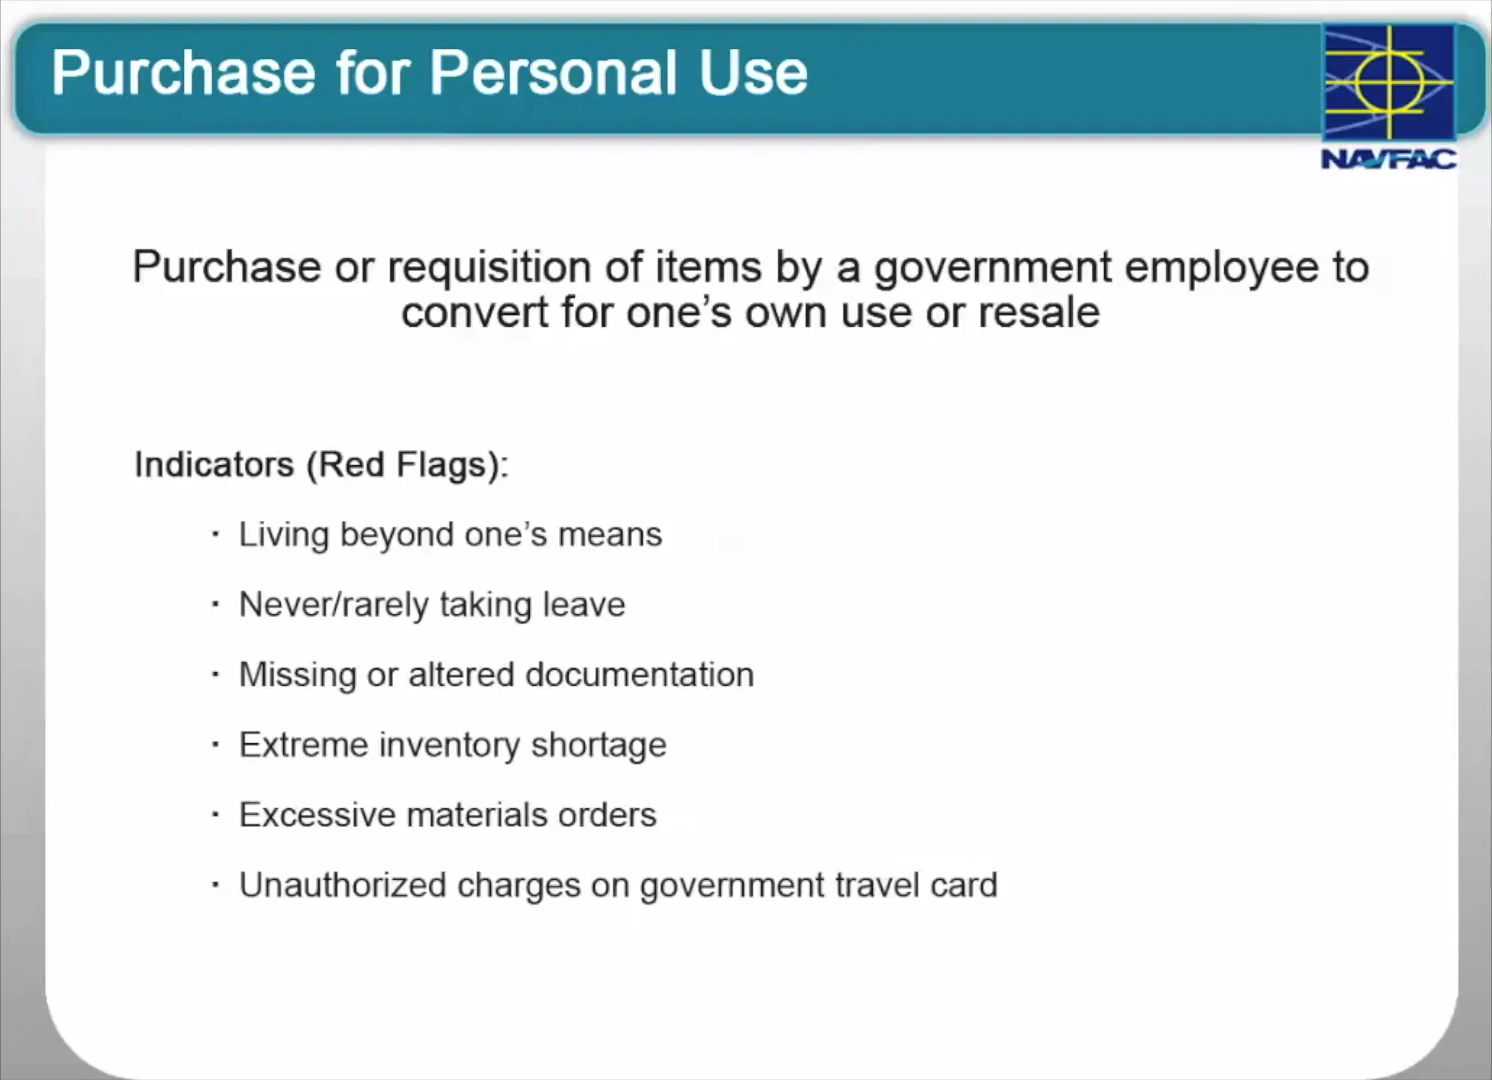 Purchase for Personal Use
NAVFAC
Purchase or requisition of items by a government employee to
convert for one's own use or resale
Indicators (Red Flags):
· Living beyond one's means
· Never/rarely taking leave
· Missing or altered documentation
· Extreme inventory shortage
· Excessive materials orders
· Unauthorized charges on government travel card